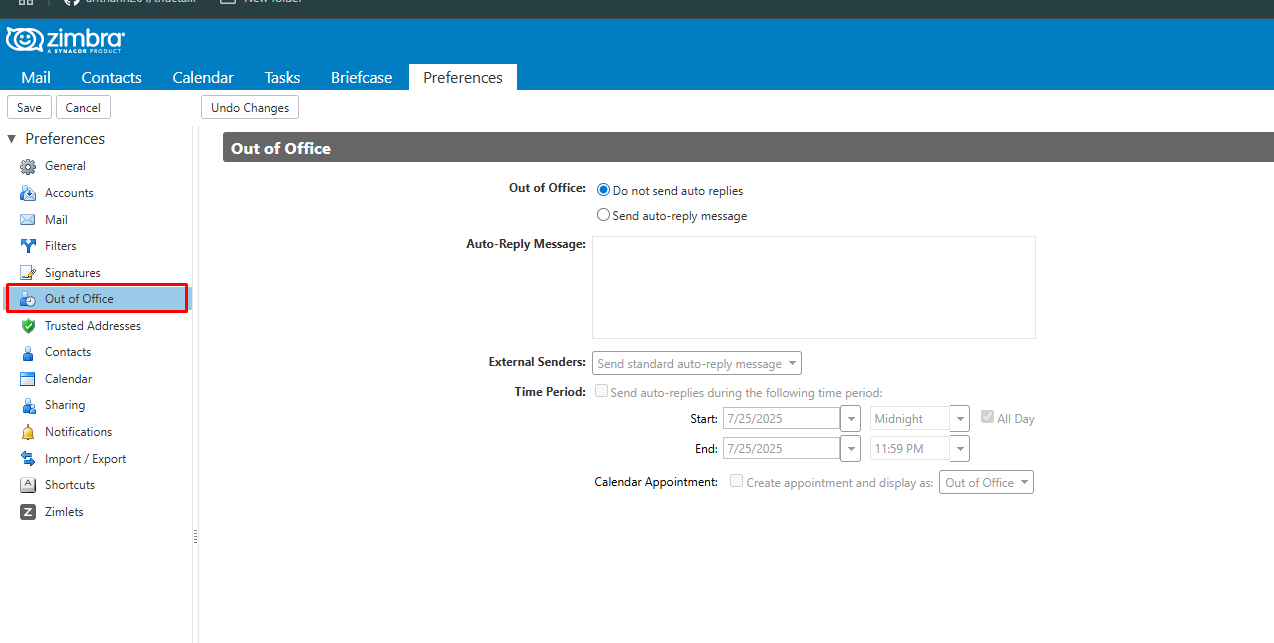 zimbra
A SYNACOR PRODUCT
Mail Contacts Calendar Tasks Briefcase Preferences
Save Cancel Undo Changes
Preferences
General
Accounts
Mail
Filters
Signatures
Out of Office
Trusted Addresses
Contacts
Calendar
Sharing
Notifications
Import / Export
Shortcuts
Zimlets
Out of Office
Out of Office: Do not send auto replies
Send auto-reply message
Auto-Reply Message:
External Senders: Send standard auto-reply message
Time Period: Send auto-replies during the following time period:
Start: 7/25/2025 Midnight All Day
End: 7/25/2025 11:59 PM
Calendar Appointment: Create appointment and display as: Out of Office